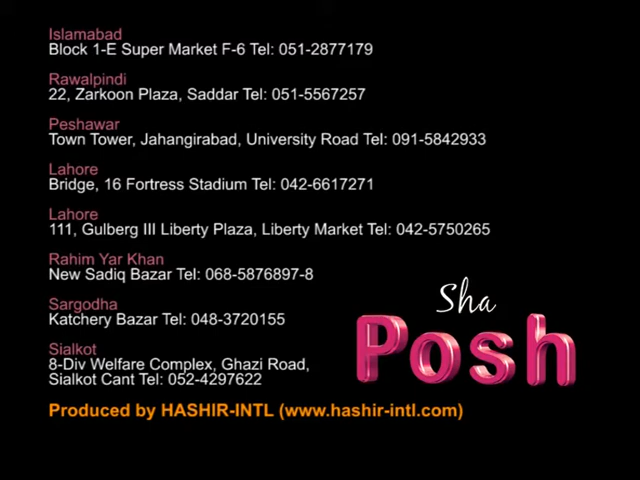 Islamabad
Block 1-E Super Market F-6 Tel: 051-2877179
Rawalpindi
22, Zarkoon Plaza, Saddar Tel: 051-5567257
Peshawar
Town Tower, Jahangirabad, University Road Tel: 091-5842933
Lahore
Bridge, 16 Fortress Stadium Tel: 042-6617271
Lahore
111, Gulberg III Liberty Plaza, Liberty Market Tel: 042-5750265
Rahim Yar Khan
New Sadiq Bazar Tel: 068-5876897-8
Sargodha
Katchery Bazar Tel: 048-3720155
Sialkot
8-Div Welfare Complex, Ghazi Road,
Sialkot Cant Tel: 052-4297622
Sha
Posh
Produced by HASHIR-INTL (www.hashir-intl.com)